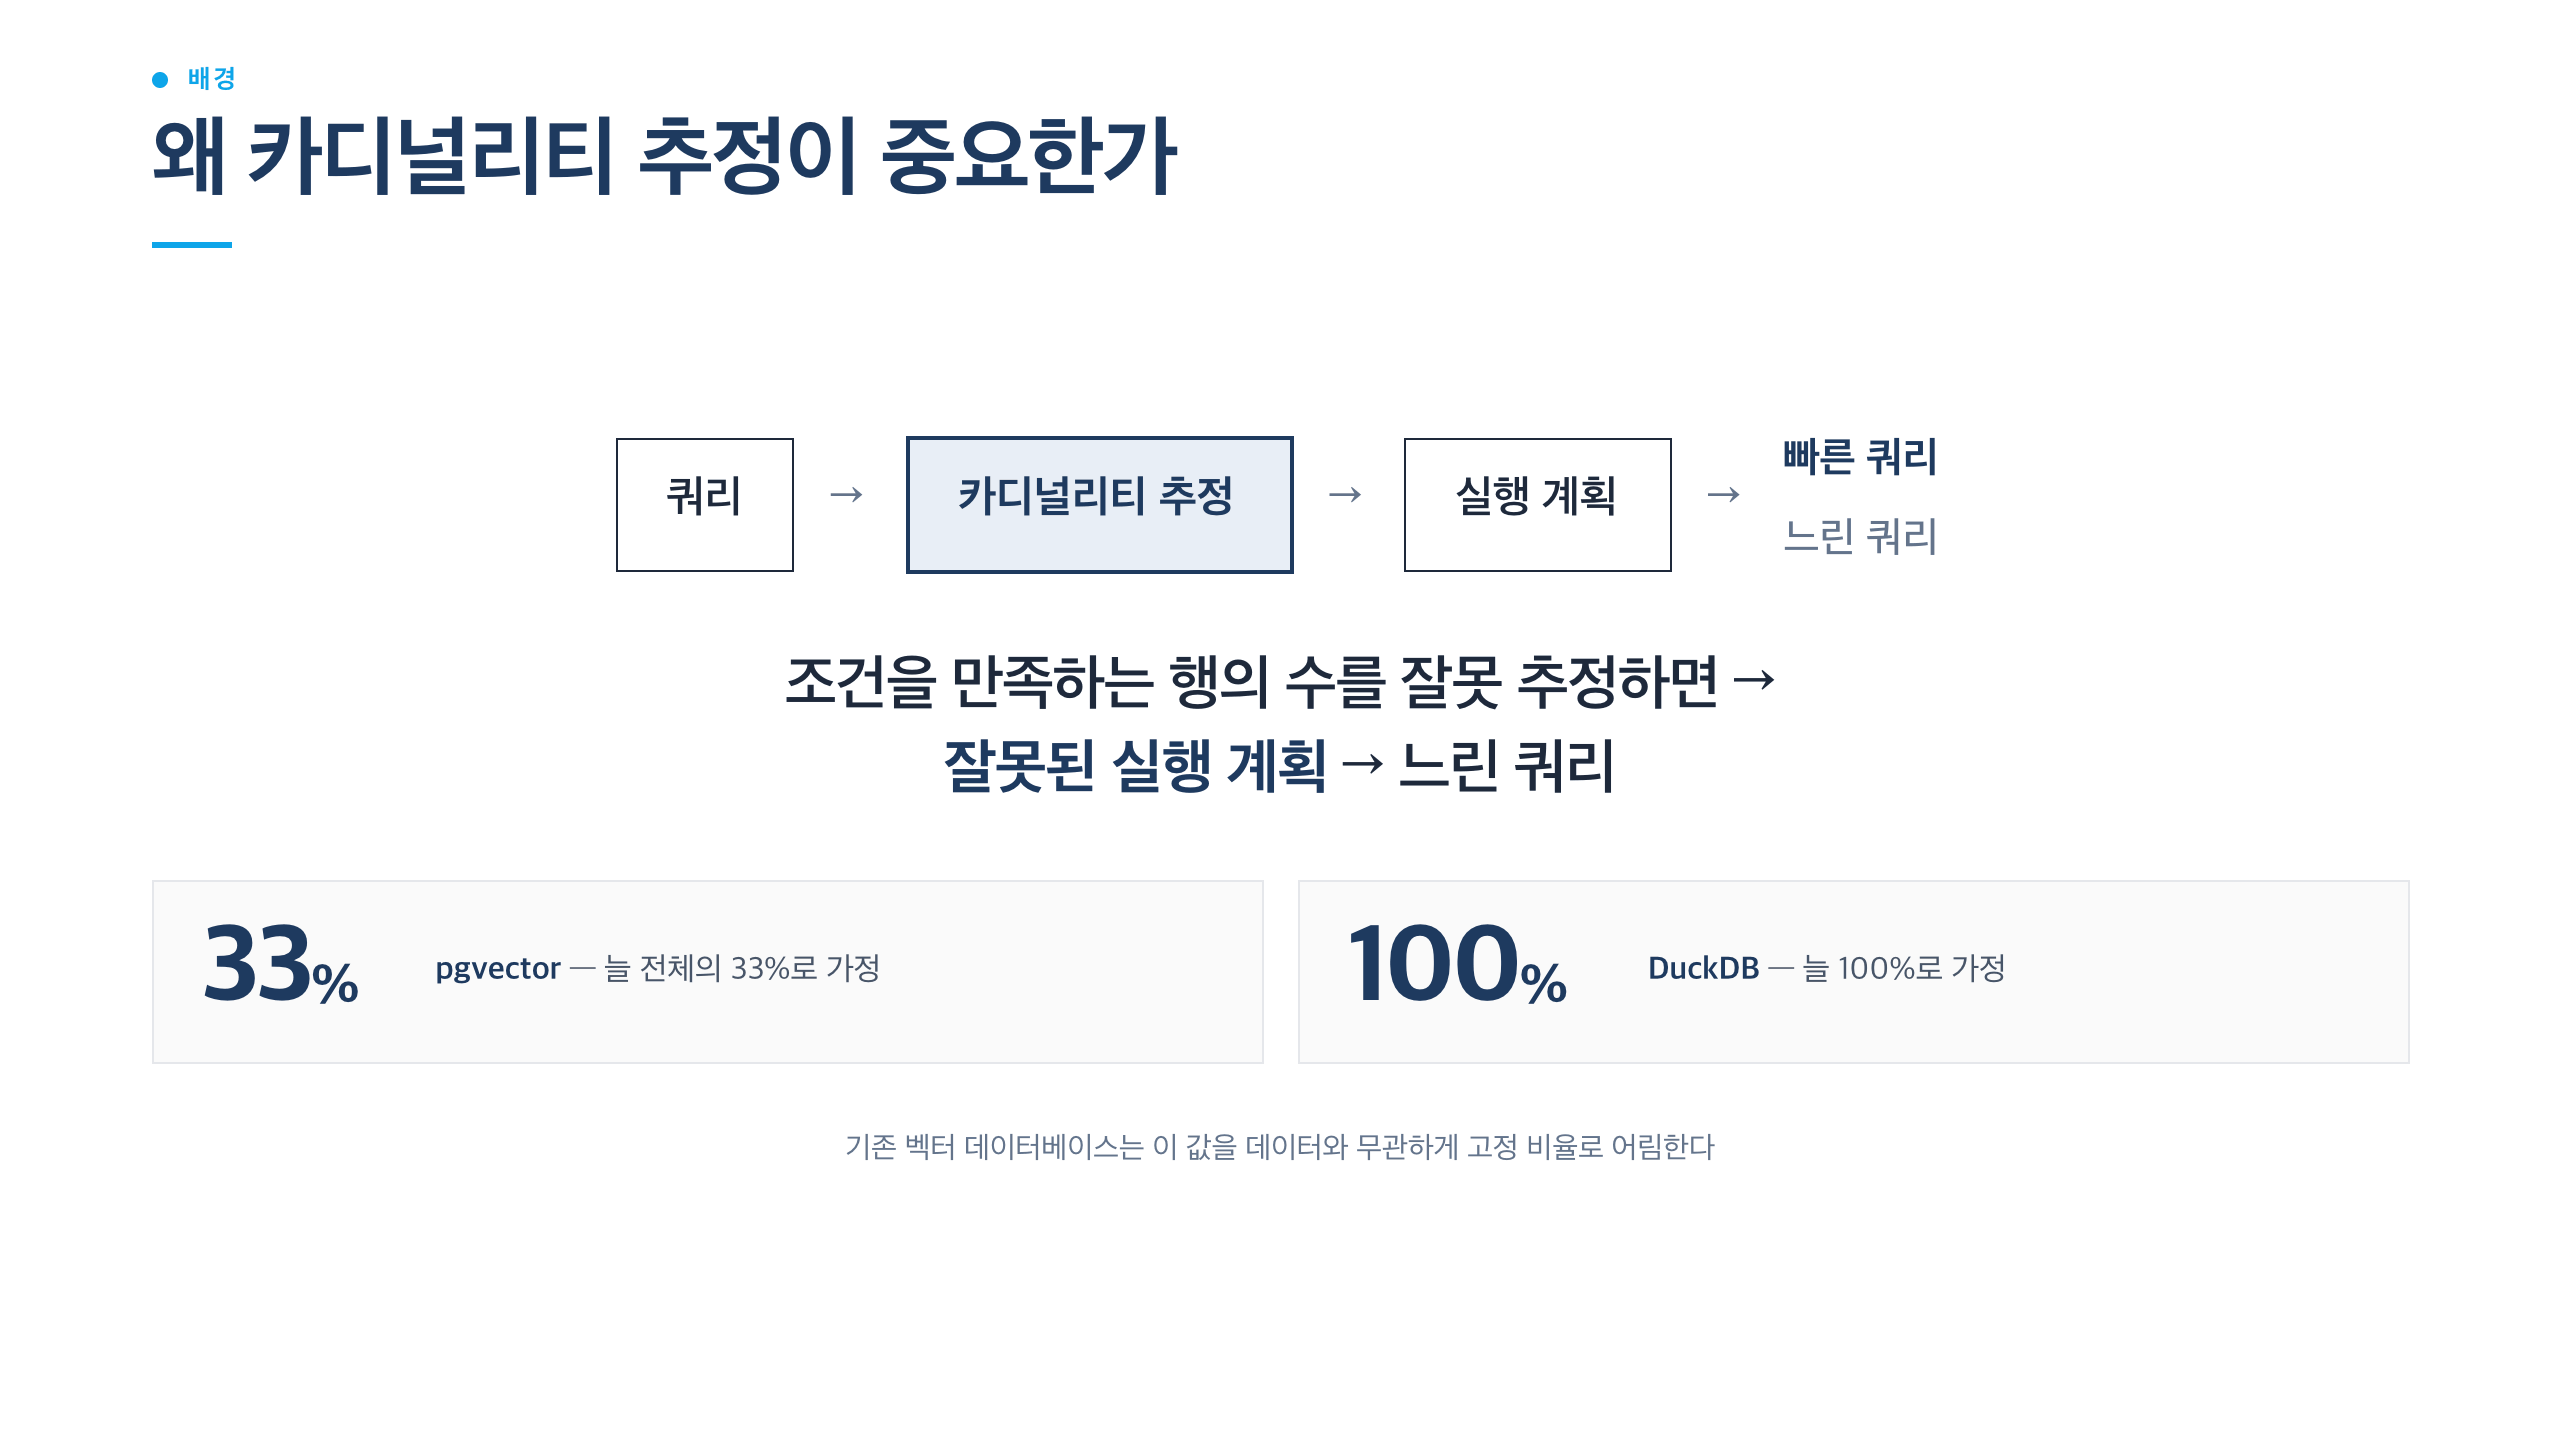 배경
왜 카디널리티 추정이 중요한가
쿼리 → 카디널리티 추정 → 실행 계획 → 빠른 쿼리
느린 쿼리
조건을 만족하는 행의 수를 잘못 추정하면 →
잘못된 실행 계획 → 느린 쿼리
33% pgvector — 늘 전체의 33%로 가정
100% DuckDB — 늘 100%로 가정
기존 벡터 데이터베이스는 이 값을 데이터와 무관하게 고정 비율로 어림한다